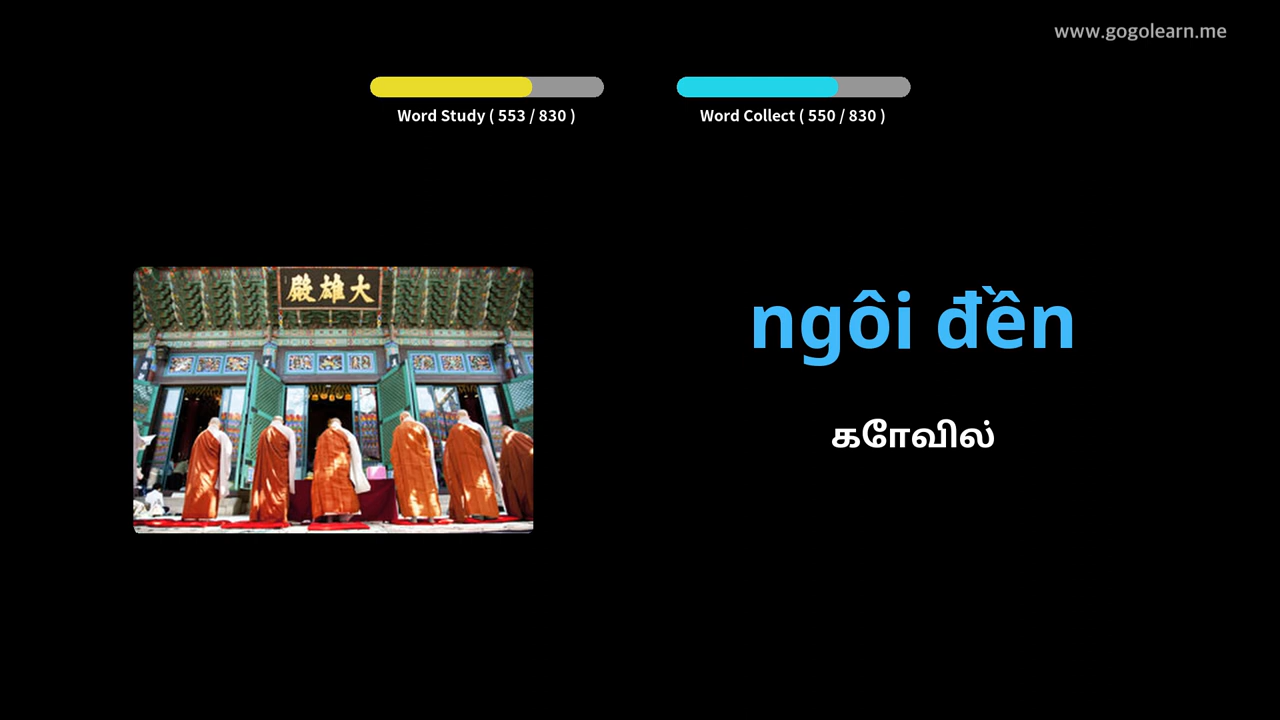 www.gogolearn.me
Word Study ( 553 / 830 )
Word Collect ( 550 / 830 )
殿雄大
ngôi đền
கோவில்